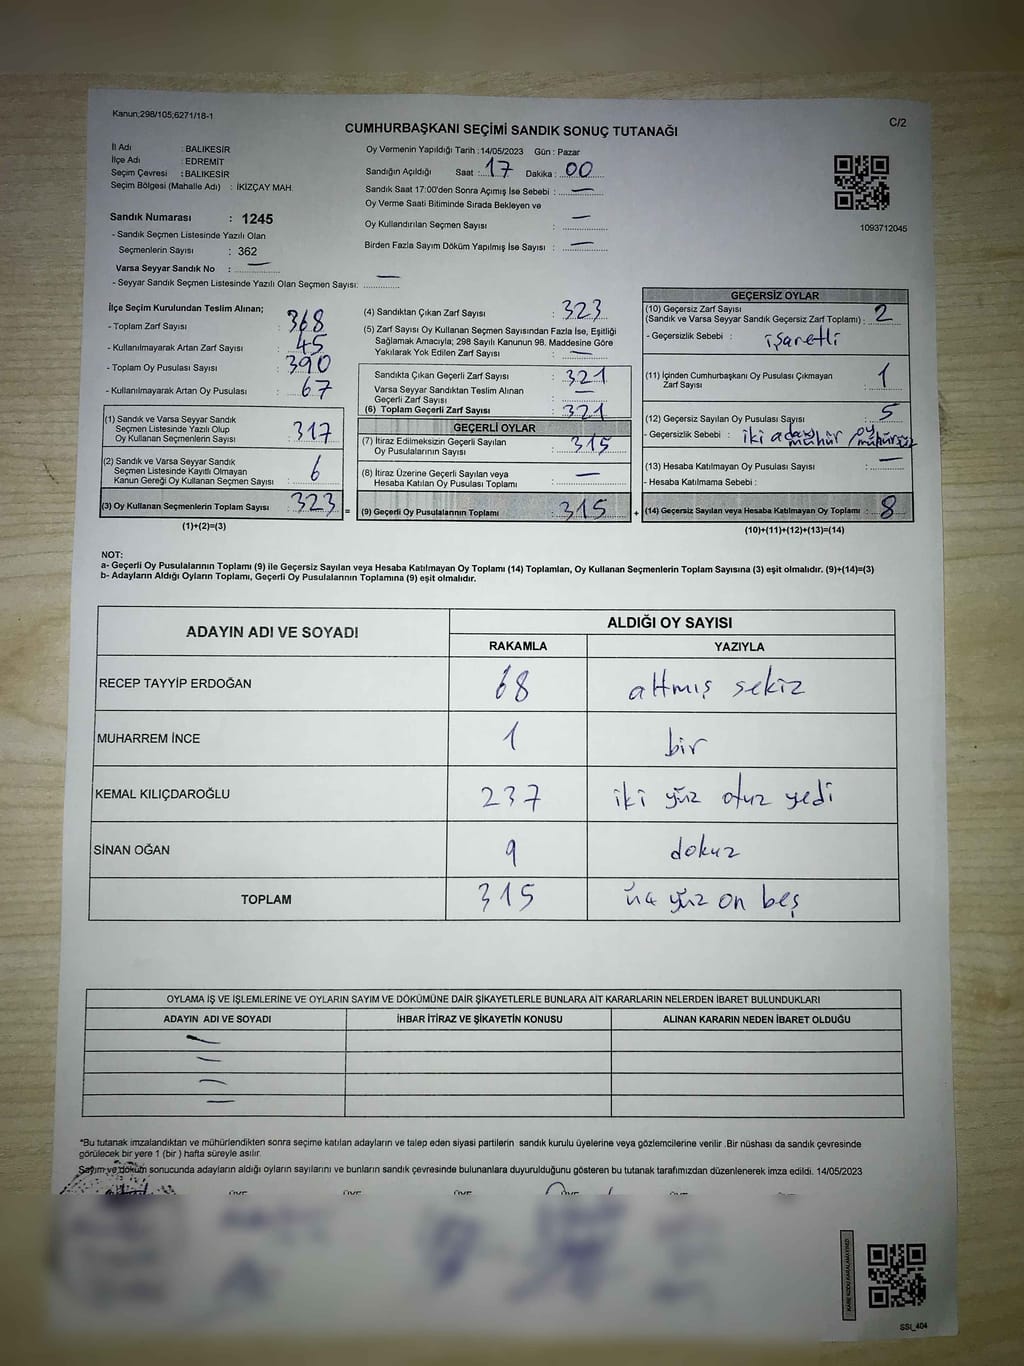 Kanun;298/105;6271/18-1
C/2
CUMHURBAŞKANI SEÇİMİ SANDIK SONUÇ TUTANAĞI
İl Adı : BALIKESİR
İlçe Adı : EDREMİT
Seçim Çevresi : BALIKESİR
Seçim Bölgesi (Mahalle Adı) : İKİZÇAY MAH.
Sandık Numarası : 1245
- Sandık Seçmen Listesinde Yazılı Olan
Seçmenlerin Sayısı : 362
Varsa Seyyar Sandık No : —
- Seyyar Sandık Seçmen Listesinde Yazılı Olan Seçmen Sayısı: —
Oy Vermenin Yapıldığı Tarih :14/05/2023 Gün : Pazar
Sandığın Açıldığı Saat : 17 Dakika : 00
Sandık Saat 17:00'den Sonra Açımış İse Sebebi : —
Oy Verme Saati Bitiminde Sırada Bekleyen ve
Oy Kullandırılan Seçmen Sayısı : —
Birden Fazla Sayım Döküm Yapılmış İse Sayısı : —
1093712045
İlçe Seçim Kurulundan Teslim Alınan;
- Toplam Zarf Sayısı : 368
- Kullanılmayarak Artan Zarf Sayısı : 45
- Toplam Oy Pusulası Sayısı : 390
- Kullanılmayarak Artan Oy Pusulası : 67
(1) Sandık ve Varsa Seyyar Sandık
Seçmen Listesinde Yazılı Olup
Oy Kullanan Seçmenlerin Sayısı : 317
(2) Sandık ve Varsa Seyyar Sandık
Seçmen Listesinde Kayıtlı Olmayan
Kanun Gereği Oy Kullanan Seçmen Sayısı : 6
(3) Oy Kullanan Seçmenlerin Toplam Sayısı : 323 =
(1)+(2)=(3)
(4) Sandıktan Çıkan Zarf Sayısı : 323
(5) Zarf Sayısı Oy Kullanan Seçmen Sayısından Fazla İse, Eşitliği
Sağlamak Amacıyla; 298 Sayılı Kanunun 98. Maddesine Göre
Yakılarak Yok Edilen Zarf Sayısı : —
Sandıkta Çıkan Geçerli Zarf Sayısı : 321
Varsa Seyyar Sandıktan Teslim Alınan
Geçerli Zarf Sayısı : —
(6) Toplam Geçerli Zarf Sayısı : 321
GEÇERLİ OYLAR
(7) İtiraz Edilmeksizin Geçerli Sayılan
Oy Pusulalarının Sayısı : 315
(8) İtiraz Üzerine Geçerli Sayılan veya
Hesaba Katılan Oy Pusulası Toplamı : —
(9) Geçerli Oy Pusulalarının Toplamı : 315 +
GEÇERSİZ OYLAR
(10) Geçersiz Zarf Sayısı
(Sandık ve Varsa Seyyar Sandık Geçersiz Zarf Toplamı) : 2
- Geçersizlik Sebebi : işaretli
(11) İçinden Cumhurbaşkanı Oy Pusulası Çıkmayan
Zarf Sayısı : 1
(12) Geçersiz Sayılan Oy Pusulası Sayısı : 5
- Geçersizlik Sebebi : iki adaya mühür / oy mühürsüz
(13) Hesaba Katılmayan Oy Pusulası Sayısı : —
- Hesaba Katılmama Sebebi :
(14) Geçersiz Sayılan veya Hesaba Katılmayan Oy Toplamı : 8
(10)+(11)+(12)+(13)=(14)
NOT:
a- Geçerli Oy Pusulalarının Toplamı (9) ile Geçersiz Sayılan veya Hesaba Katılmayan Oy Toplamı (14) Toplamları, Oy Kullanan Seçmenlerin Toplam Sayısına (3) eşit olmalıdır. (9)+(14)=(3)
b- Adayların Aldığı Oyların Toplamı, Geçerli Oy Pusulalarının Toplamına (9) eşit olmalıdır.
ADAYIN ADI VE SOYADI ALDIĞI OY SAYISI
RAKAMLA YAZIYLA
RECEP TAYYİP ERDOĞAN 68 altmış sekiz
MUHARREM İNCE 1 bir
KEMAL KILIÇDAROĞLU 237 iki yüz otuz yedi
SİNAN OĞAN 9 dokuz
TOPLAM 315 üç yüz on beş
OYLAMA İŞ VE İŞLEMLERİNE VE OYLARIN SAYIM VE DÖKÜMÜNE DAİR ŞİKAYETLERLE BUNLARA AİT KARARLARIN NELERDEN İBARET BULUNDUKLARI
ADAYIN ADI VE SOYADI İHBAR İTİRAZ VE ŞİKAYETİN KONUSU ALINAN KARARIN NEDEN İBARET OLDUĞU
—
—
—
—
*Bu tutanak imzalandıktan ve mühürlendikten sonra seçime katılan adayların ve talep eden siyasi partilerin sandık kurulu üyelerine veya gözlemcilerine verilir .Bir nüshası da sandık çevresinde
görülecek bir yere 1 (bir ) hafta süreyle asılır.
Sayım ve döküm sonucunda adayların aldığı oyların sayılarını ve bunların sandık çevresinde bulunanlara duyurulduğunu gösteren bu tutanak tarafımızdan düzenlenerek imza edildi. 14/05/2023
SSI_404